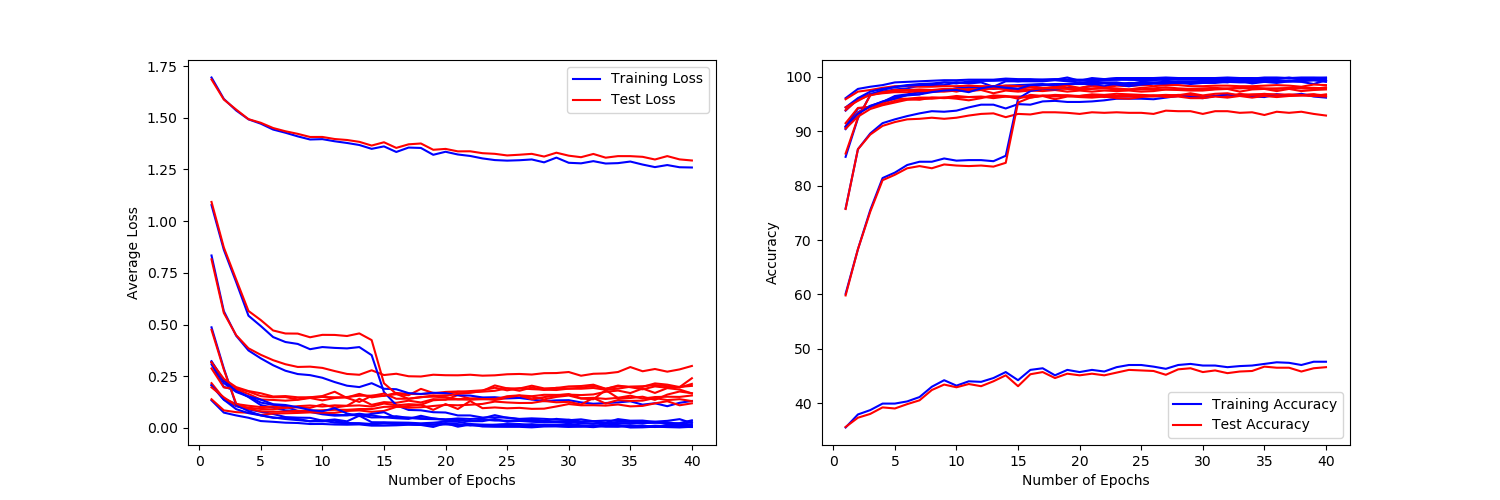 1.75
1.50
1.25
1.00
0.75
0.50
0.25
0.00
Average Loss
0 5 10 15 20 25 30 35 40
Number of Epochs
Training Loss
Test Loss
100
90
80
70
60
50
40
Accuracy
0 5 10 15 20 25 30 35 40
Number of Epochs
Training Accuracy
Test Accuracy